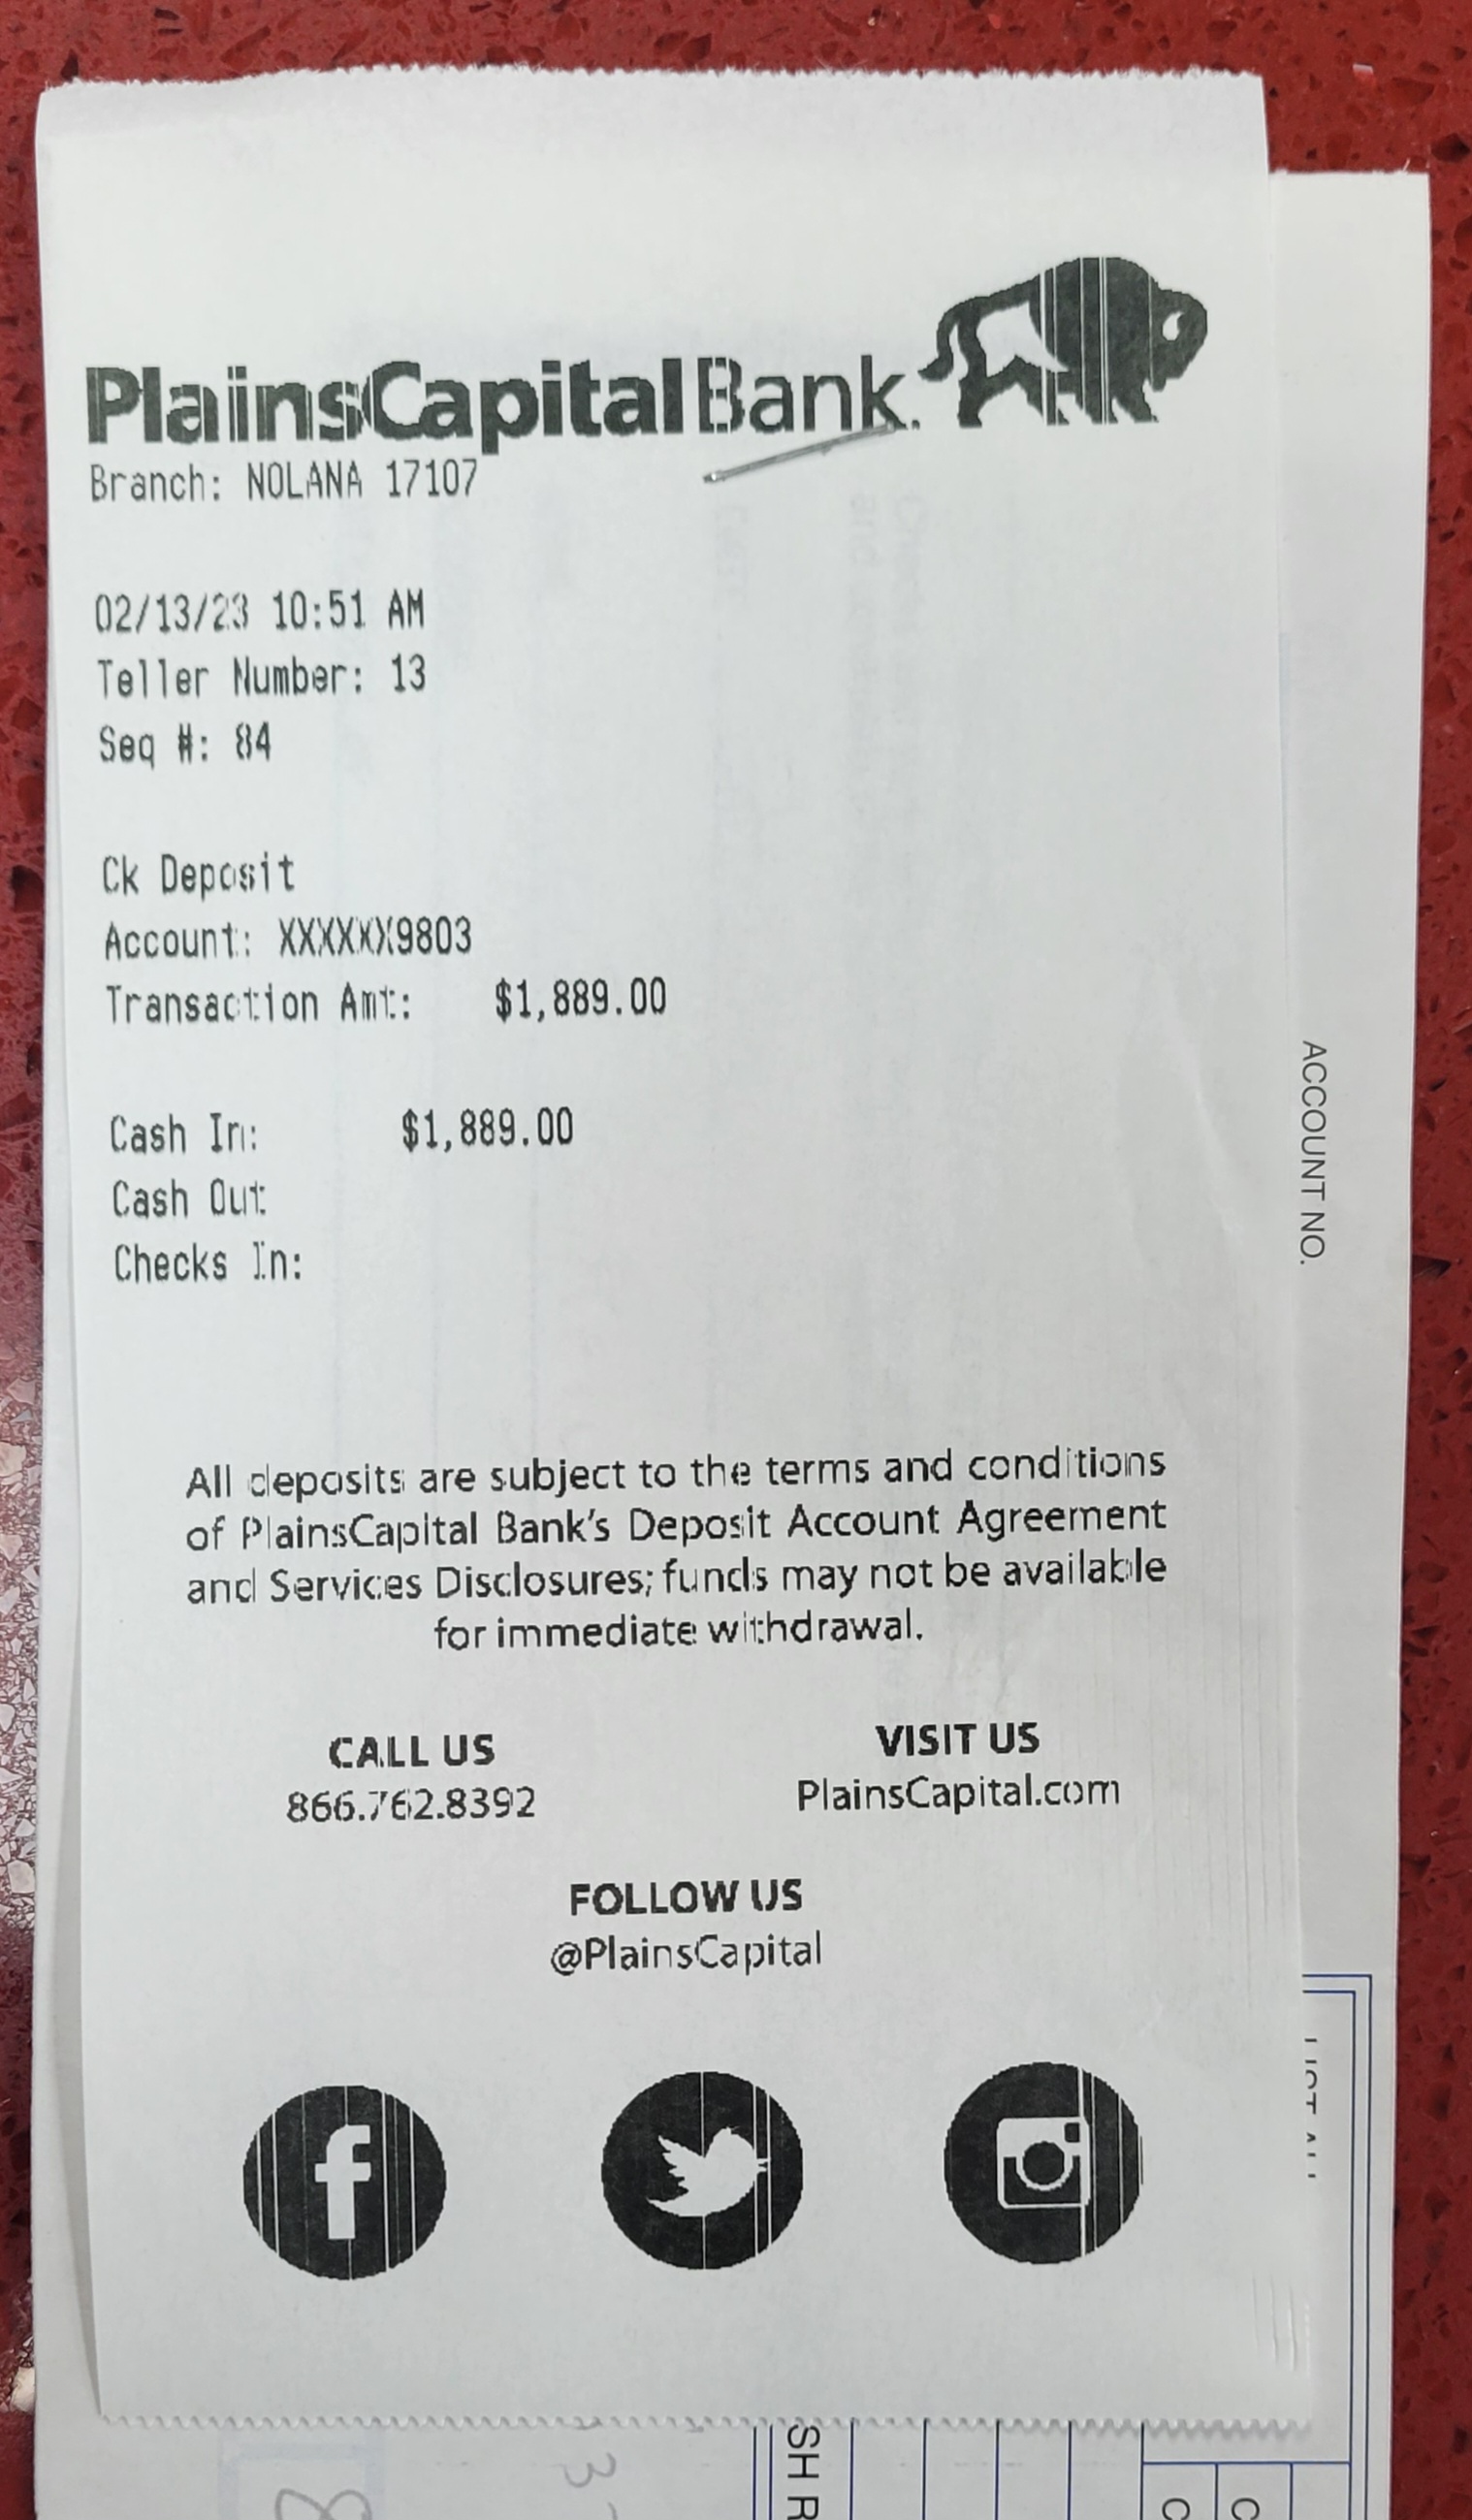 PlainsCapital Bank.
Branch: NOLANA 17107
02/13/23 10:51 AM
Teller Number: 13
Seq #: 84
Ck Deposit
Account: XXXXXX9803
Transaction Amt: $1,889.00
Cash In: $1,889.00
Cash Out:
Checks In:
All deposits are subject to the terms and conditions
of PlainsCapital Bank's Deposit Account Agreement
and Services Disclosures; funds may not be available
for immediate withdrawal.
CALL US
866.762.8392
VISIT US
PlainsCapital.com
FOLLOW US
@PlainsCapital
ACCOUNT NO.